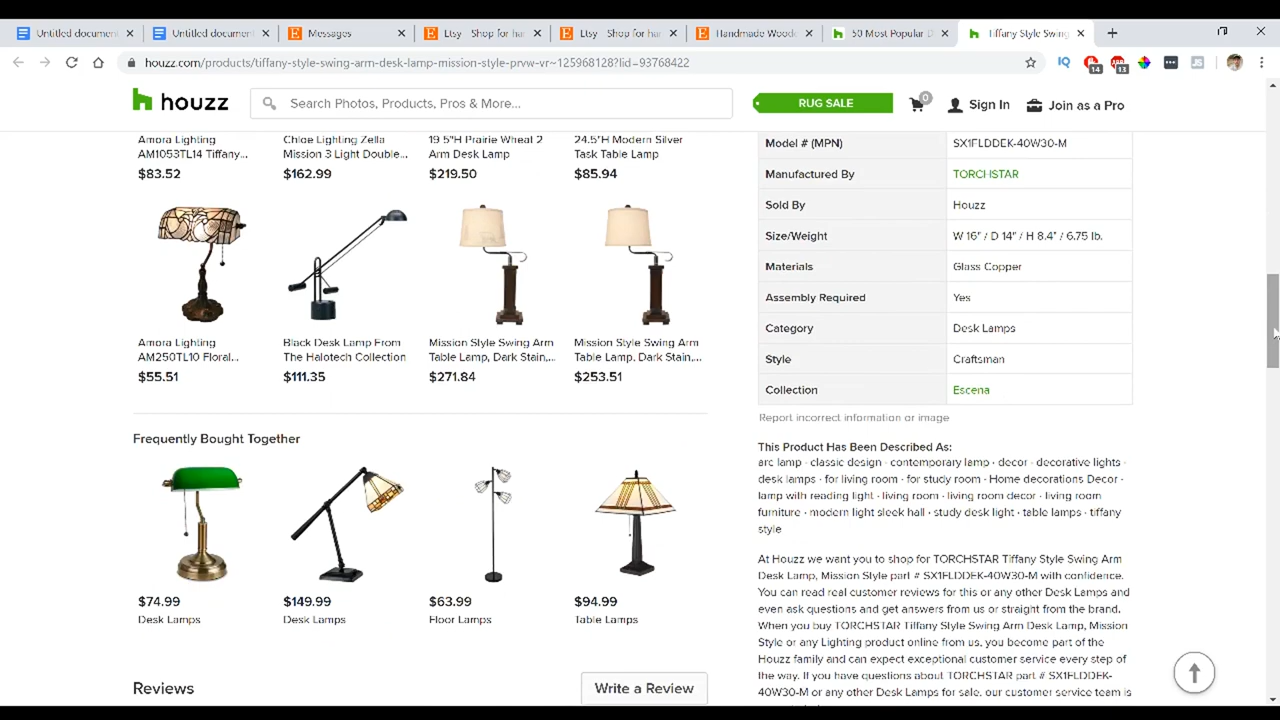 Untitled document
Untitled document
Messages
Etsy - Shop for ha
Etsy - Shop for ha
Handmade Woode
50 Most Popular D
Tiffany Style Swing
houzz.com/products/tiffany-style-swing-arm-desk-lamp-mission-style-prvw-vr~125968128?lid=93768422
14
13
houzz
Search Photos, Products, Pros & More...
RUG SALE
0
Sign In
Join as a Pro
Amora Lighting
AM1053TL14 Tiffany...
$83.52
Chloe Lighting Zella
Mission 3 Light Double...
$162.99
19.5"H Prairie Wheat 2
Arm Desk Lamp
$219.50
24.5"H Modern Silver
Task Table Lamp
$85.94
Amora Lighting
AM250TL10 Floral...
$55.51
Black Desk Lamp From
The Halotech Collection
$111.35
Mission Style Swing Arm
Table Lamp, Dark Stain,...
$271.84
Mission Style Swing Arm
Table Lamp, Dark Stain,...
$253.51
Frequently Bought Together
$74.99
Desk Lamps
$149.99
Desk Lamps
$63.99
Floor Lamps
$94.99
Table Lamps
Reviews
Write a Review
Model # (MPN) SX1FLDDEK-40W30-M
Manufactured By TORCHSTAR
Sold By Houzz
Size/Weight W 16" / D 14" / H 8.4" / 6.75 lb.
Materials Glass Copper
Assembly Required Yes
Category Desk Lamps
Style Craftsman
Collection Escena
Report incorrect information or image
This Product Has Been Described As:
arc lamp · classic design · contemporary lamp · decor · decorative lights ·
desk lamps · for living room · for study room · Home decorations Decor ·
lamp with reading light · living room · living room decor · living room
furniture · modern light sleek hall · study desk light · table lamps · tiffany
style
At Houzz we want you to shop for TORCHSTAR Tiffany Style Swing Arm
Desk Lamp, Mission Style part # SX1FLDDEK-40W30-M with confidence.
You can read real customer reviews for this or any other Desk Lamps and
even ask questions and get answers from us or straight from the brand.
When you buy TORCHSTAR Tiffany Style Swing Arm Desk Lamp, Mission
Style or any Lighting product online from us, you become part of the
Houzz family and can expect exceptional customer service every step of
the way. If you have questions about TORCHSTAR part # SX1FLDDEK-
40W30-M or any other Desk Lamps for sale, our customer service team is